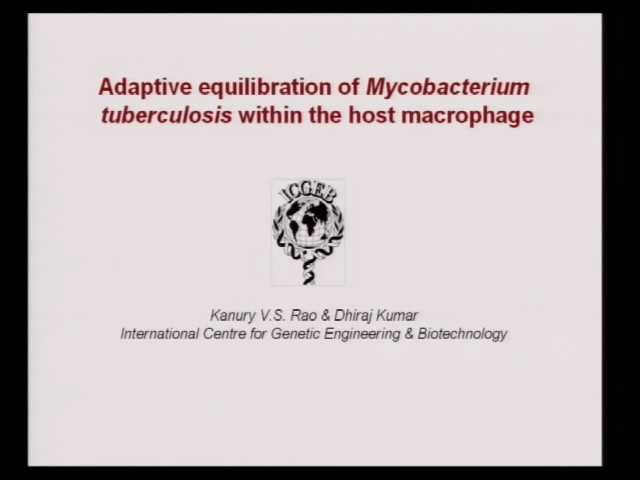 Adaptive equilibration of Mycobacterium
tuberculosis within the host macrophage
ICGEB
Kanury V.S. Rao & Dhiraj Kumar
International Centre for Genetic Engineering & Biotechnology